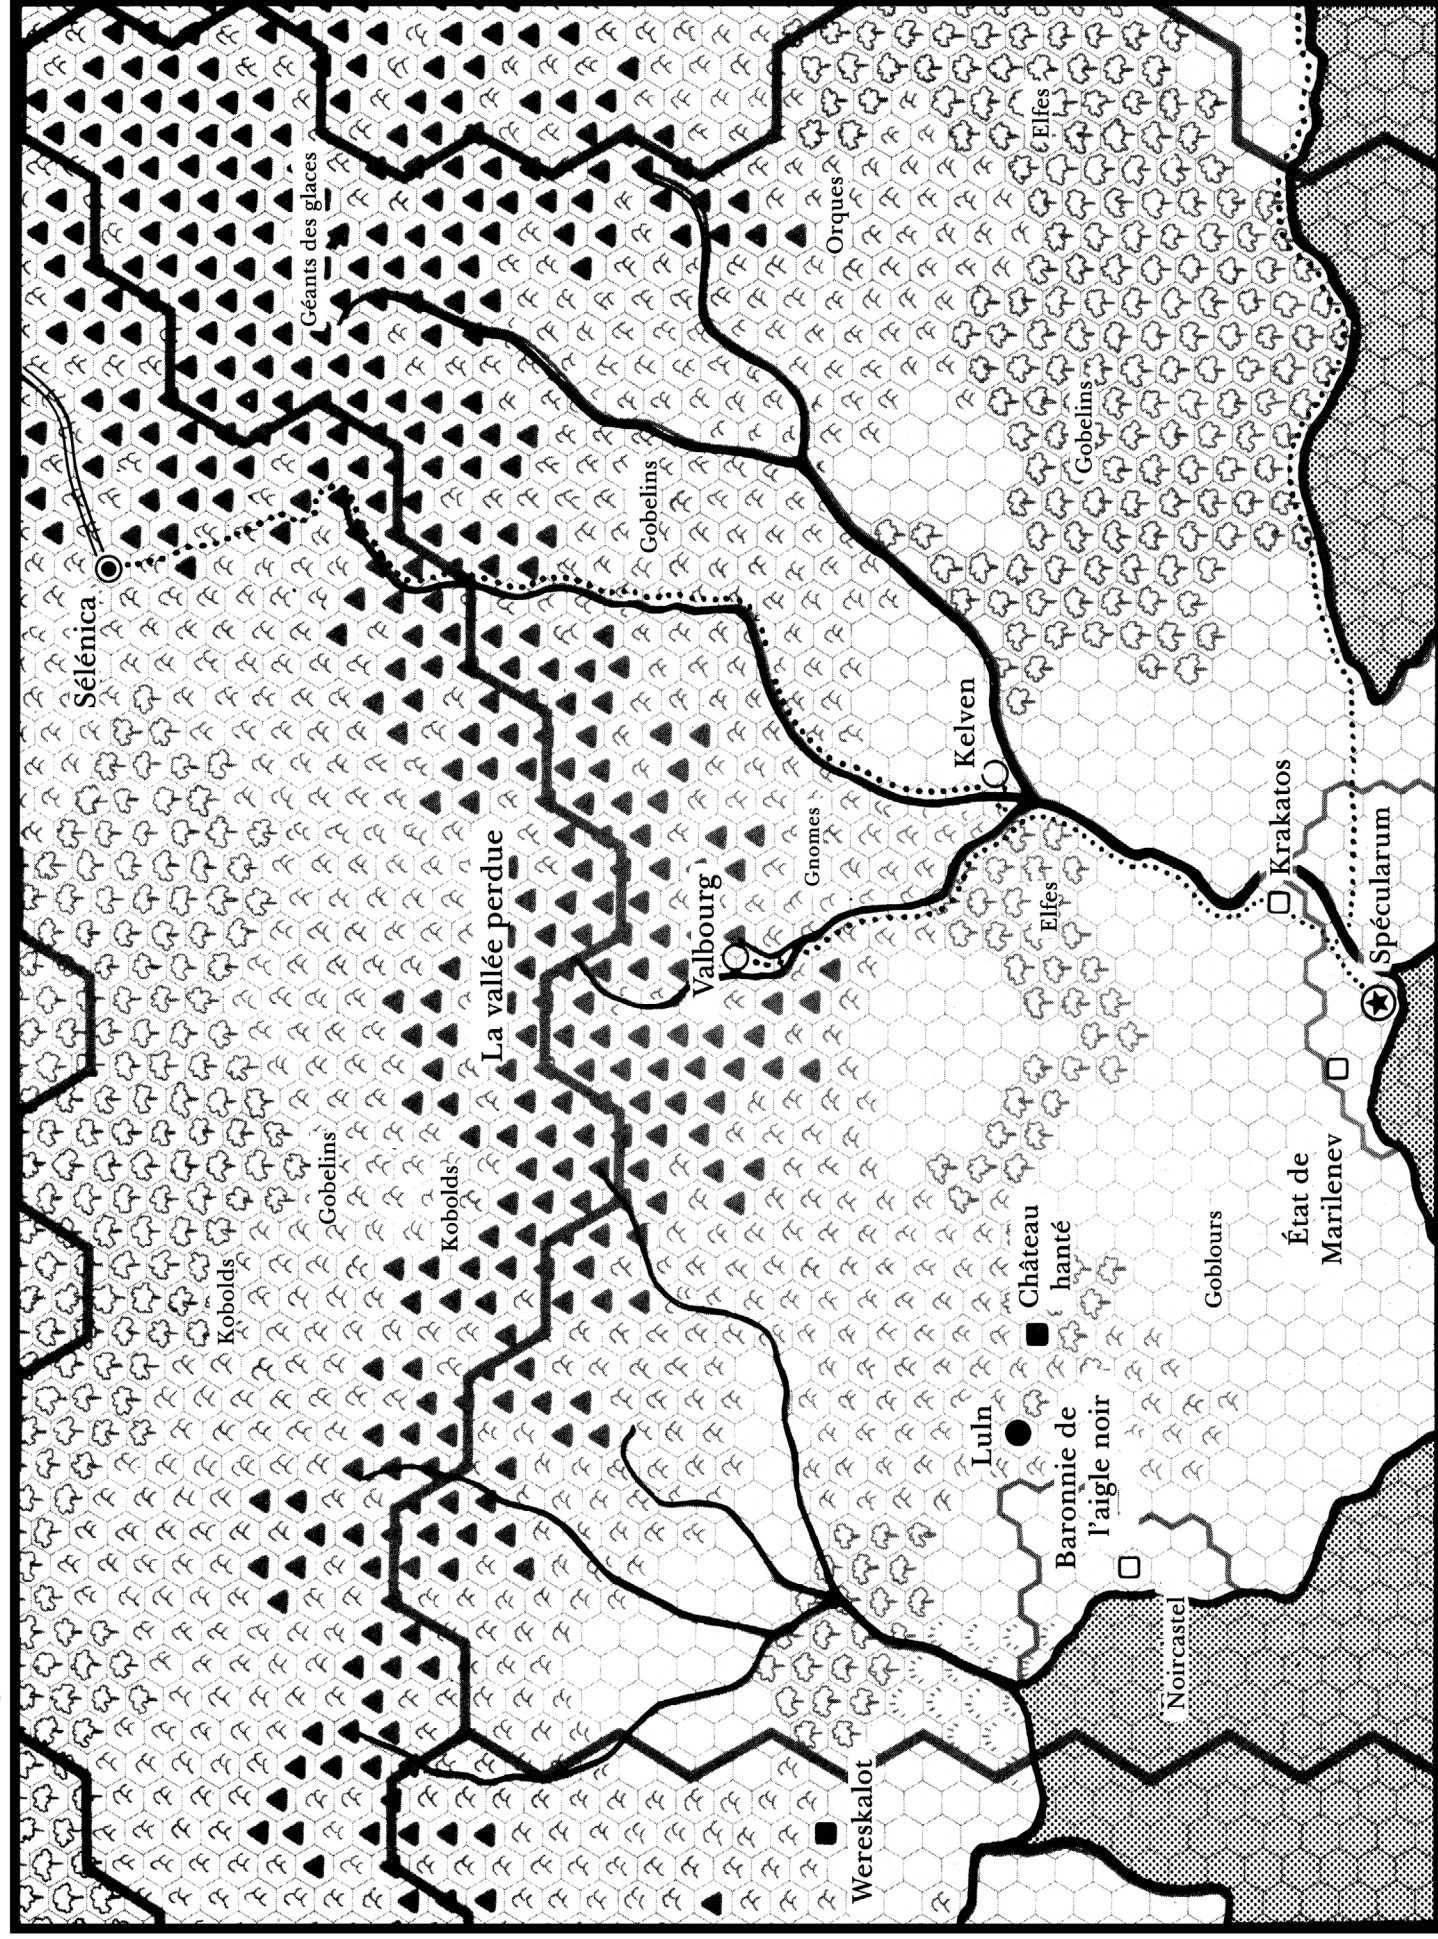 Sélénica
Géants des glaces
Kobolds
Gobelins
Kobolds
La vallée perdue
Gobelins
Orques
Valbourg
Gnomes
Wereskalot
Luln
Château
hanté
Elfes
Kelven
Gobelins
Elfes
Baronnie de
l'aigle noir
Noircastel
Goblours
État de
Marilenev
Krakatos
Spécularum